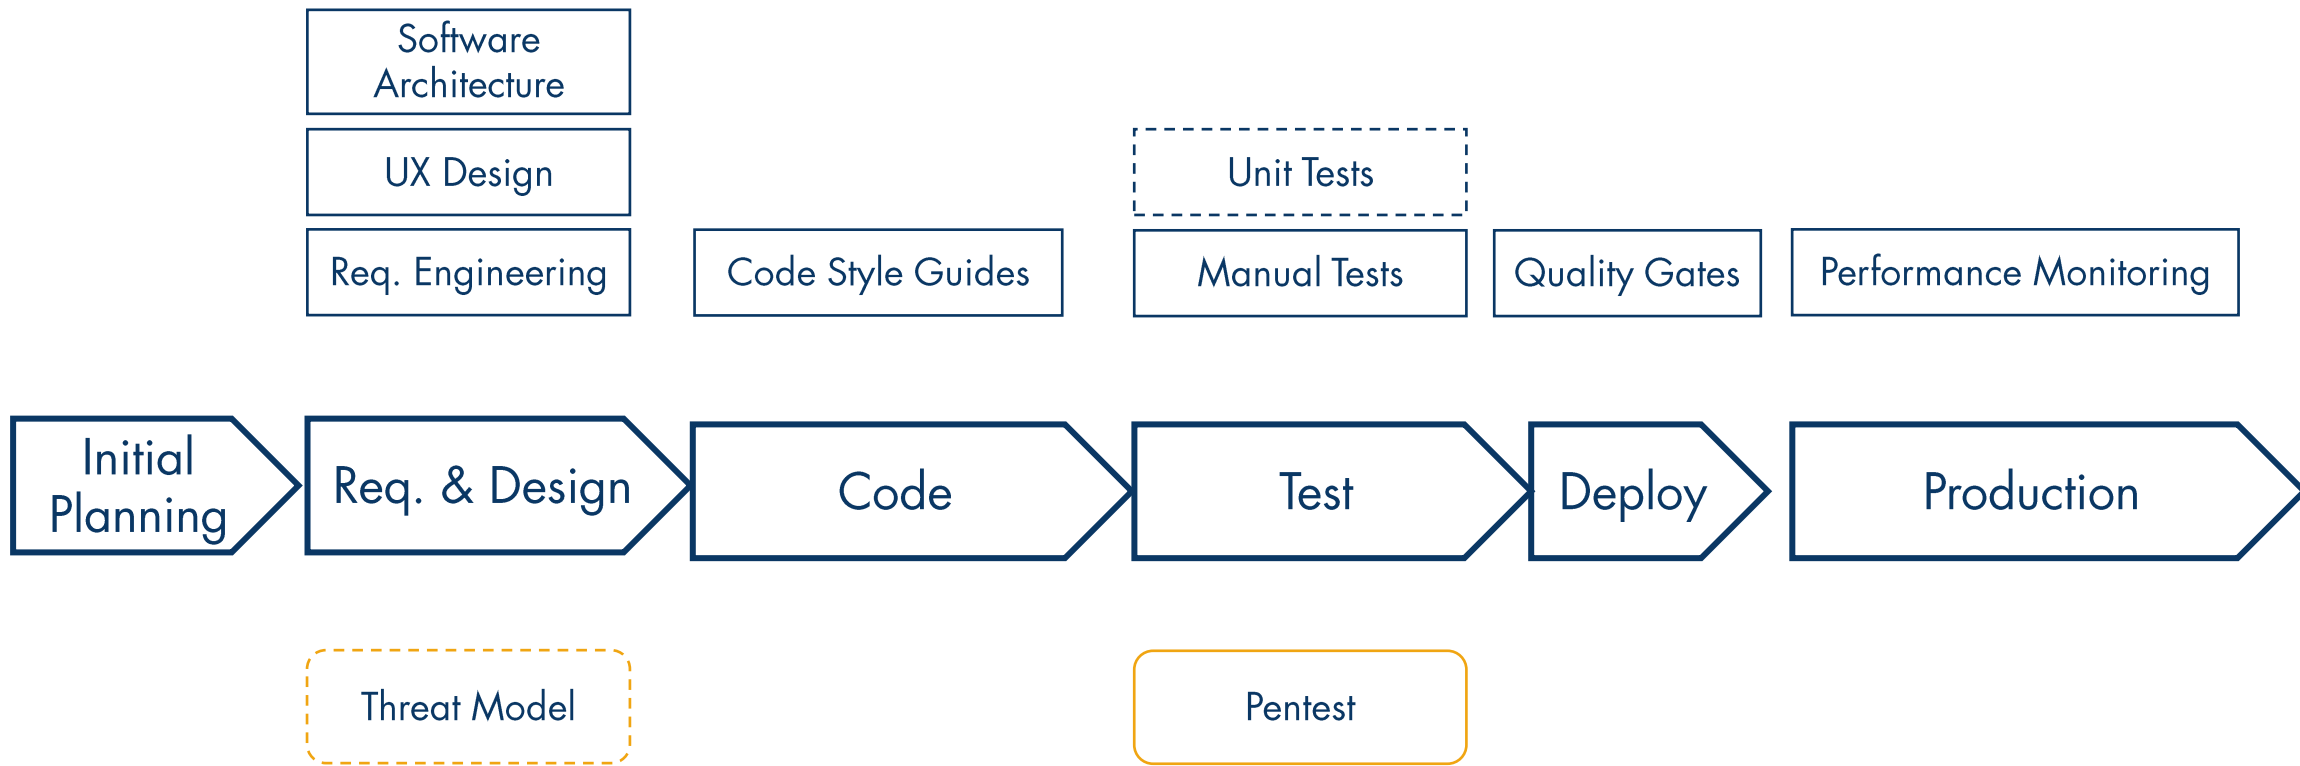 Software
Architecture
UX Design
Unit Tests
Req. Engineering
Code Style Guides
Manual Tests
Quality Gates
Performance Monitoring
Initial
Planning
Req. & Design
Code
Test
Deploy
Production
Threat Model
Pentest